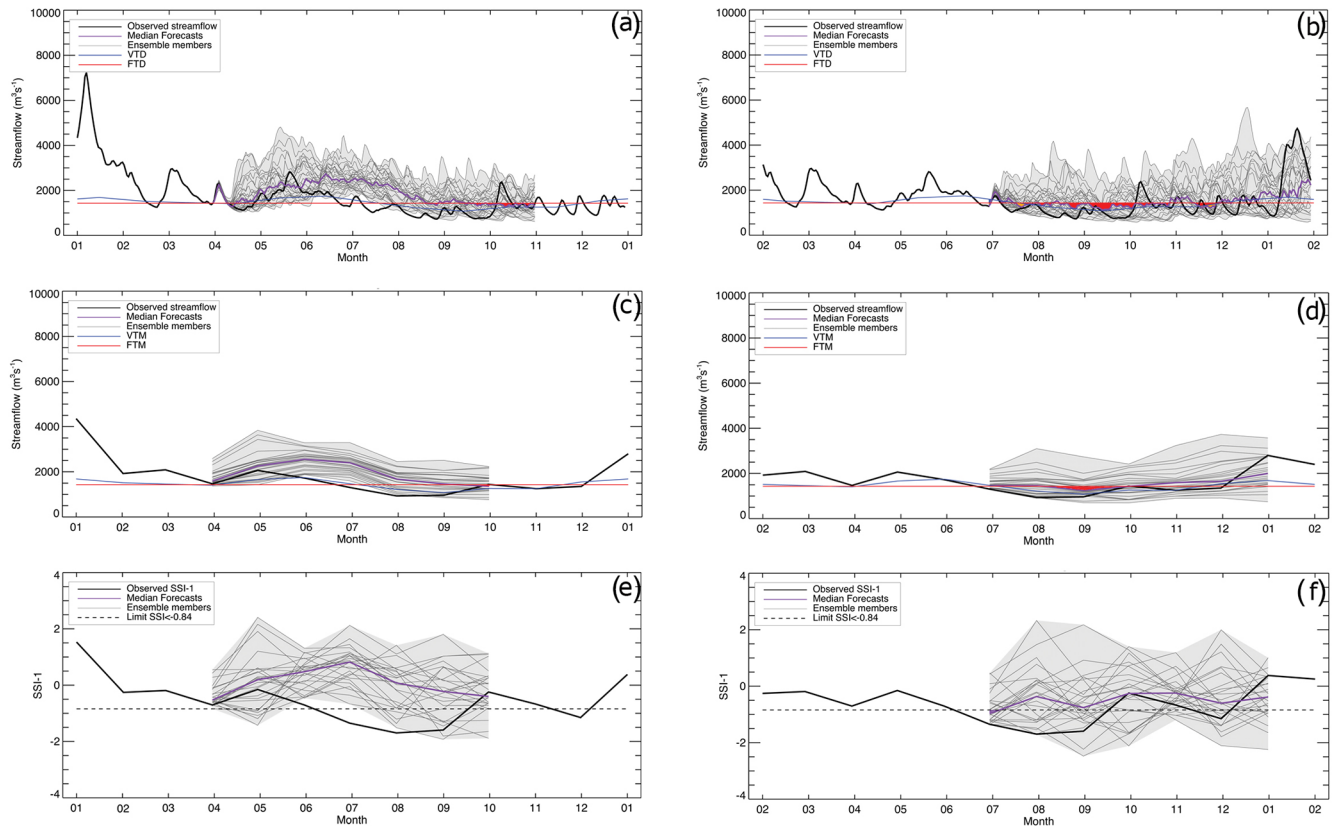 (a)
Observed streamflow
Median Forecasts
Ensemble members
VTD
FTD
10000
8000
6000
4000
2000
0
Streamflow (m³s⁻¹)
01 02 03 04 05 06 07 08 09 10 11 12 01
Month
(b)
Observed streamflow
Median Forecasts
Ensemble members
VTD
FTD
10000
8000
6000
4000
2000
0
Streamflow (m³s⁻¹)
02 03 04 05 06 07 08 09 10 11 12 01 02
Month
(c)
Observed streamflow
Median Forecasts
Ensemble members
VTM
FTM
10000
8000
6000
4000
2000
0
Streamflow (m³s⁻¹)
01 02 03 04 05 06 07 08 09 10 11 12 01
Month
(d)
Observed streamflow
Median Forecasts
Ensemble members
VTM
FTM
10000
8000
6000
4000
2000
0
Streamflow (m³s⁻¹)
02 03 04 05 06 07 08 09 10 11 12 01 02
Month
(e)
Observed SSI-1
Median Forecasts
Ensemble members
Limit SSI<-0.84
4
2
0
-2
-4
SSI-1
01 02 03 04 05 06 07 08 09 10 11 12 01
Month
(f)
Observed SSI-1
Median Forecasts
Ensemble members
Limit SSI<-0.84
4
2
0
-2
-4
SSI-1
02 03 04 05 06 07 08 09 10 11 12 01 02
Month